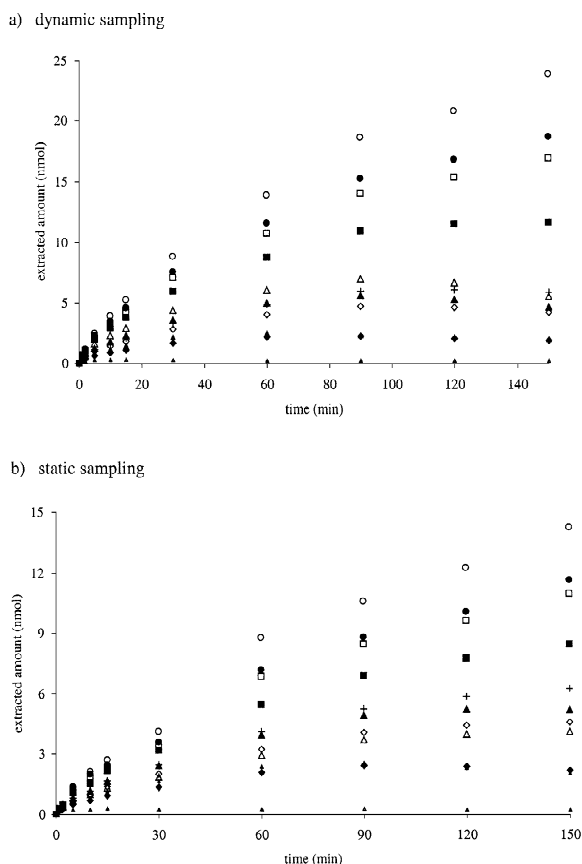 a) dynamic sampling
25
20
15
10
5
0
extracted amount (nmol)
0 20 40 60 80 100 120 140
time (min)
b) static sampling
15
12
9
6
3
0
extracted amount (nmol)
0 30 60 90 120 150
time (min)